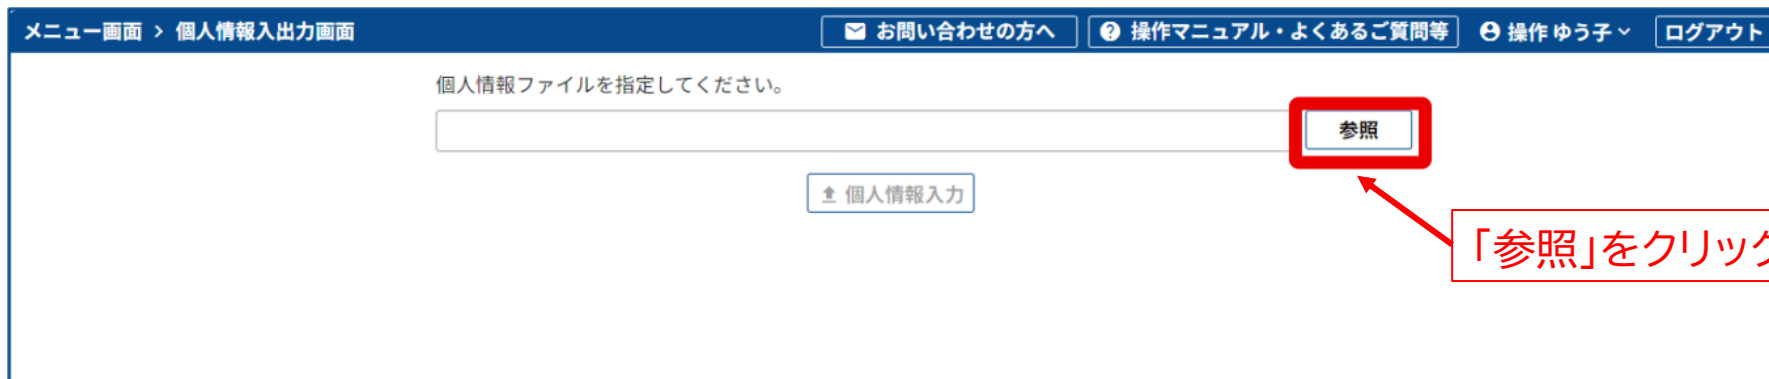 メニュー画面 > 個人情報入出力画面
お問い合わせの方へ
操作マニュアル・よくあるご質問等
操作 ゆう子
ログアウト
個人情報ファイルを指定してください。
参照
個人情報入力
「参照」をクリック